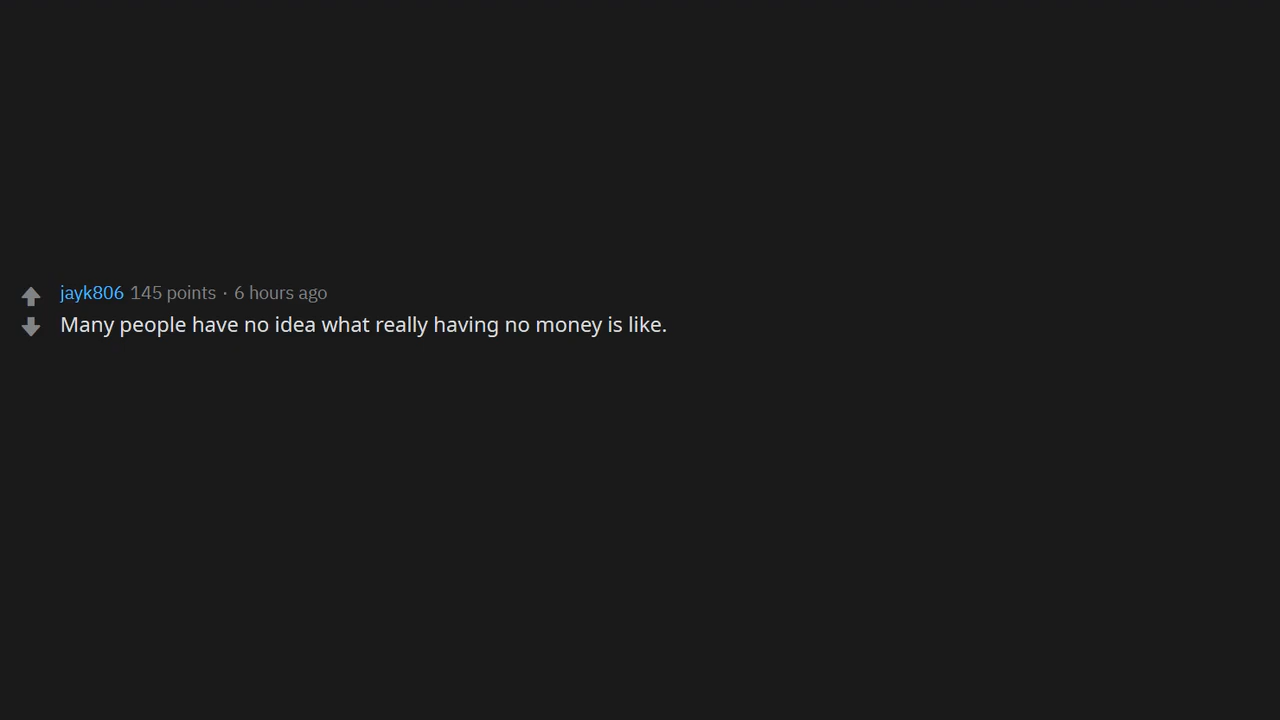 jayk806 145 points · 6 hours ago
Many people have no idea what really having no money is like.